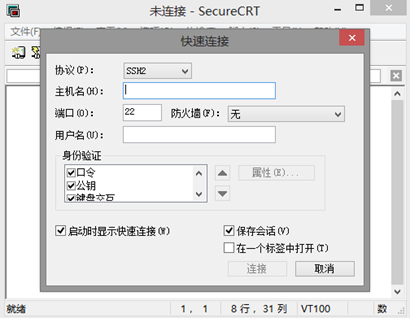 未连接 - SecureCRT
文件(F)
快速连接
协议(P): SSH2
主机名(H):
端口(O): 22 防火墙(F): 无
用户名(U):
身份验证
口令
公钥
键盘交互
属性(E)...
启动时显示快速连接(W) 保存会话(V)
在一个标签中打开(T)
连接 取消
就绪 1, 1 8 行, 31 列 VT100 数